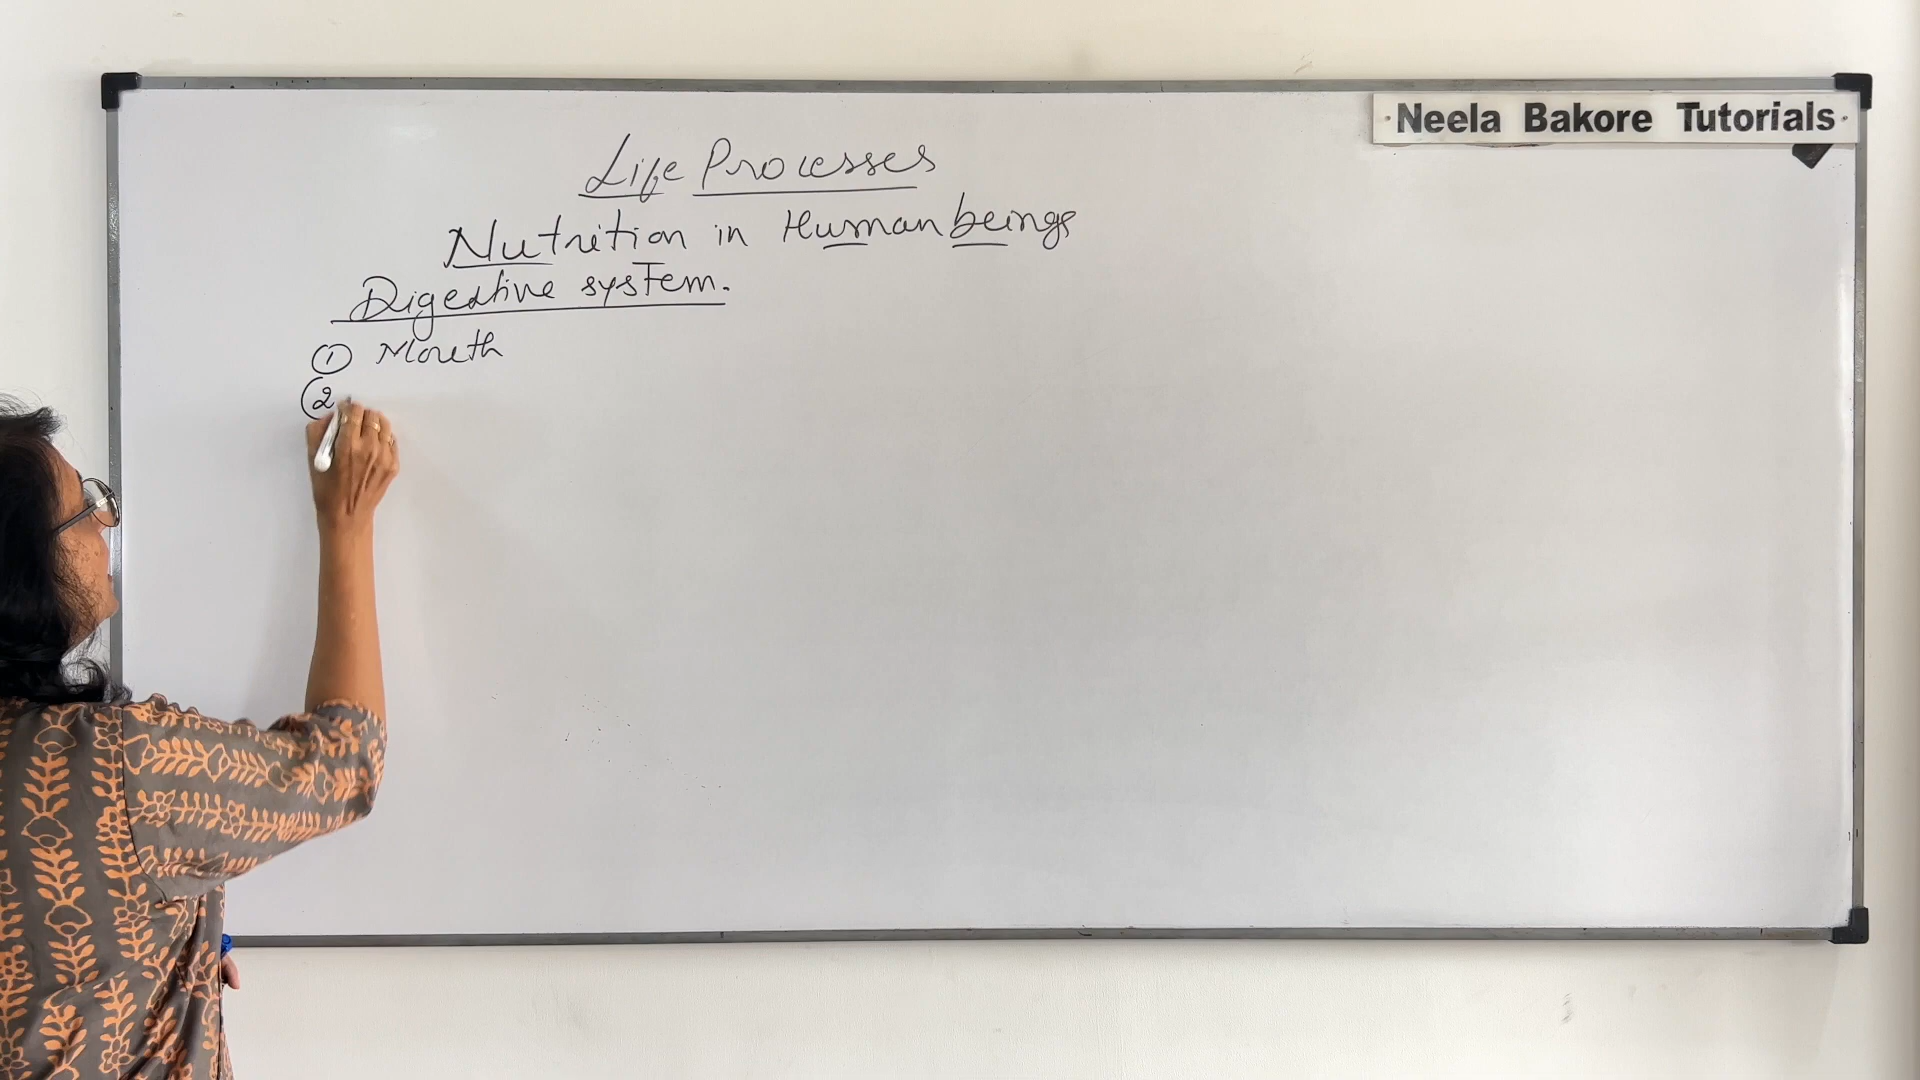 Neela Bakore Tutorials
Life Processes
Nutrition in Human beings
Digestive system.
① Mouth
②